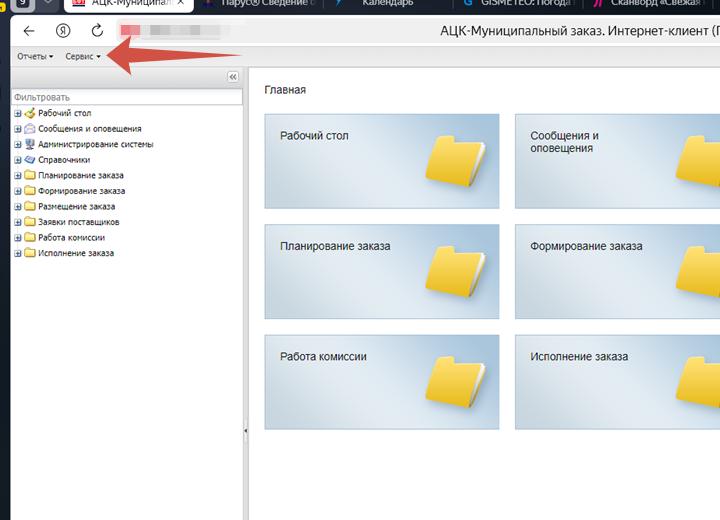 9
АЦК-Муниципал
Парус® Сведение о
Календарь
GISMETEO: Погода
Сканворд «Свежая
АЦК-Муниципальный заказ. Интернет-клиент (П
Отчеты
Сервис
Фильтровать
Рабочий стол
Сообщения и оповещения
Администрирование системы
Справочники
Планирование заказа
Формирование заказа
Размещение заказа
Заявки поставщиков
Работа комиссии
Исполнение заказа
Главная
Рабочий стол
Сообщения и
оповещения
Планирование заказа
Формирование заказа
Работа комиссии
Исполнение заказа